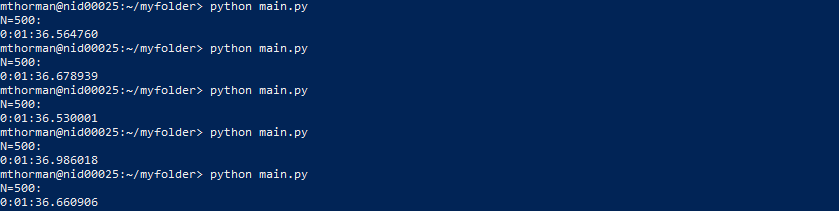 mthorman@nid00025:~/myfolder> python main.py
N=500:
0:01:36.564760
mthorman@nid00025:~/myfolder> python main.py
N=500:
0:01:36.678939
mthorman@nid00025:~/myfolder> python main.py
N=500:
0:01:36.530001
mthorman@nid00025:~/myfolder> python main.py
N=500:
0:01:36.986018
mthorman@nid00025:~/myfolder> python main.py
N=500:
0:01:36.660906